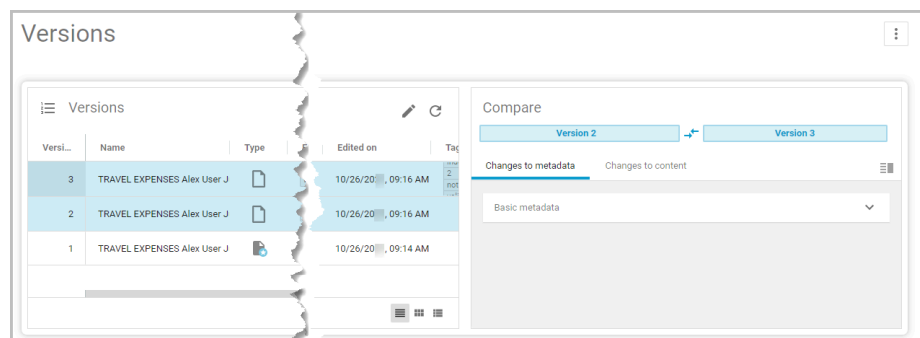 Versions
Versions
Versi... Name Type Edited on Tag
3 TRAVEL EXPENSES Alex User J 10/26/20 , 09:16 AM 2
not
2 TRAVEL EXPENSES Alex User J 10/26/20 , 09:16 AM
1 TRAVEL EXPENSES Alex User J 10/26/20 , 09:14 AM
Compare
Version 2 Version 3
Changes to metadata Changes to content
Basic metadata